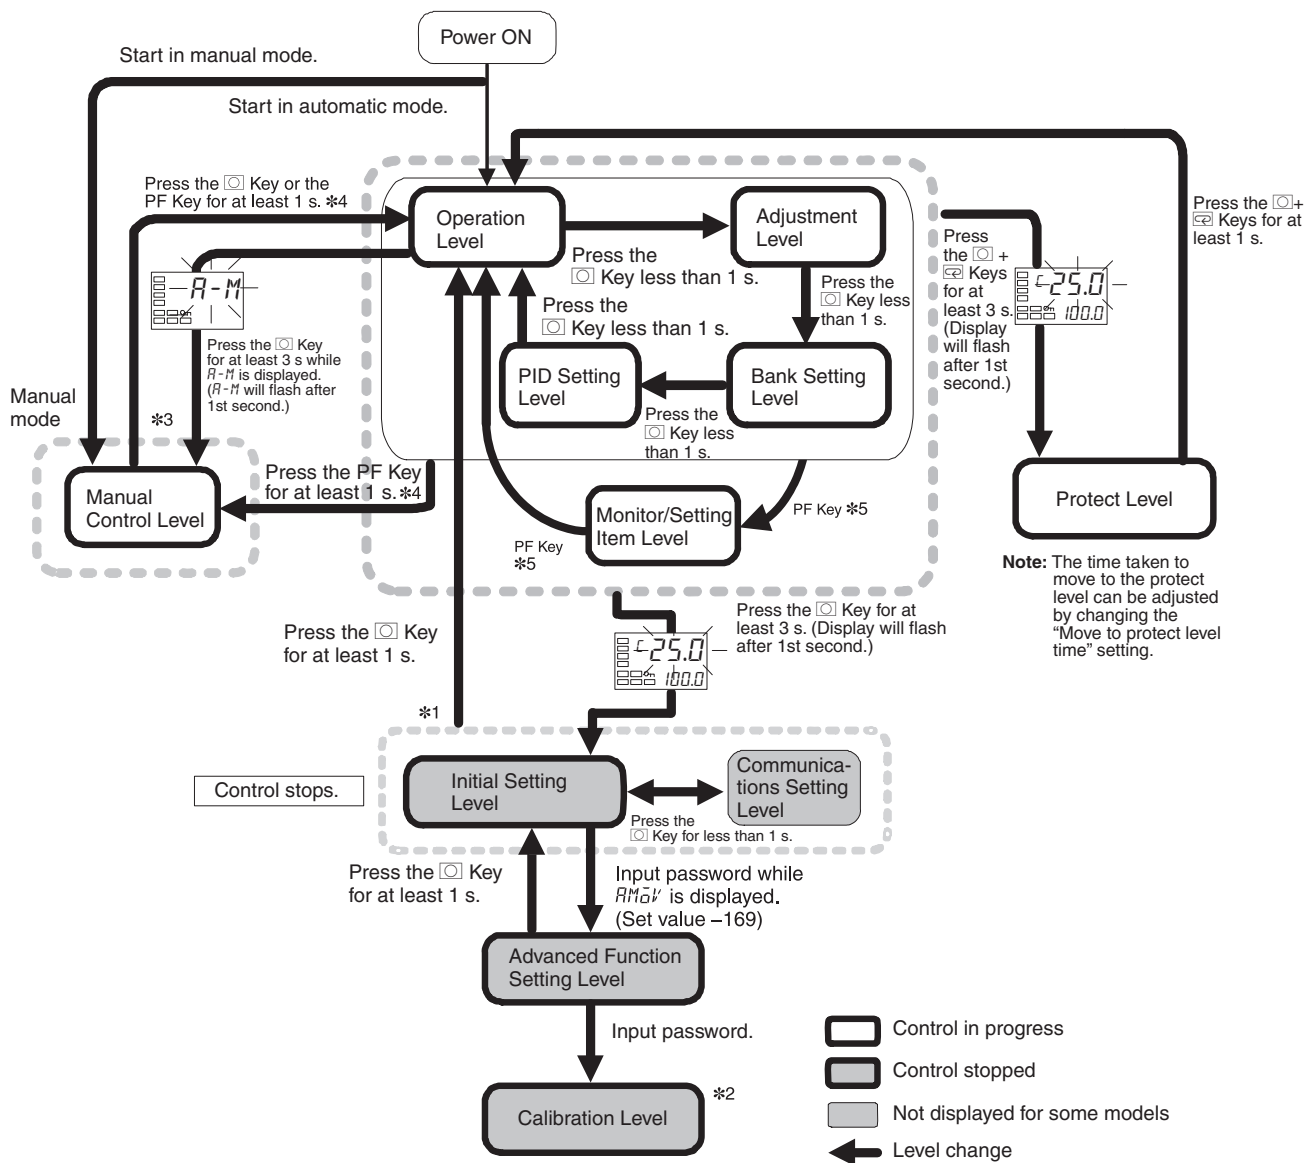 Power ON
Start in manual mode.
Start in automatic mode.
Press the Key or the
PF Key for at least 1 s. *4
Operation
Level
Adjustment
Level
Press the
Key less than 1 s.
Press the
Key less than 1 s.
Press the
Key less
than 1 s.
PID Setting
Level
Bank Setting
Level
Press the
Key less
than 1 s.
A-M
Press the Key
for at least 3 s while
A-M is displayed.
(A-M will flash after
1st second.)
*3
Manual
mode
Manual
Control Level
Press the PF Key
for at least 1 s. *4
Monitor/Setting
Item Level
PF Key *5
PF Key
*5
Press
the +
Keys
for at
least 3 s.
(Display
will flash
after 1st
second.)
C 25.0
100.0
Press the +
Keys for at
least 1 s.
Protect Level
Note: The time taken to
move to the protect
level can be adjusted
by changing the
“Move to protect level
time” setting.
Press the Key
for at least 1 s.
*1
Press the Key for at
least 3 s. (Display will flash
after 1st second.)
C 25.0
100.0
Control stops.
Initial Setting
Level
Communica-
tions Setting
Level
Press the
Key for less than 1 s.
Press the Key
for at least 1 s.
Input password while
AMoV is displayed.
(Set value –169)
Advanced Function
Setting Level
Input password.
Calibration Level
*2
Control in progress
Control stopped
Not displayed for some models
Level change